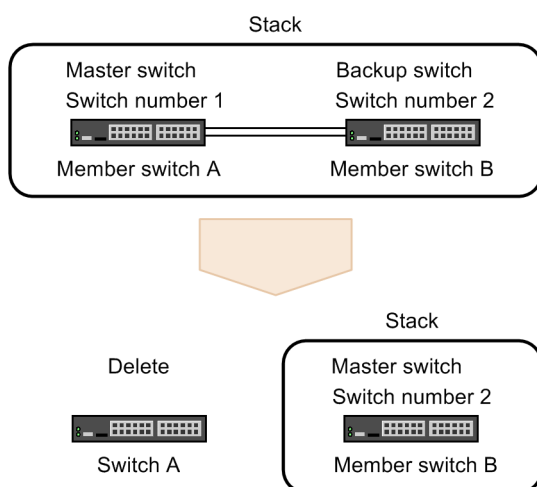 Stack
Master switch
Switch number 1
Member switch A
Backup switch
Switch number 2
Member switch B
Delete
Switch A
Stack
Master switch
Switch number 2
Member switch B